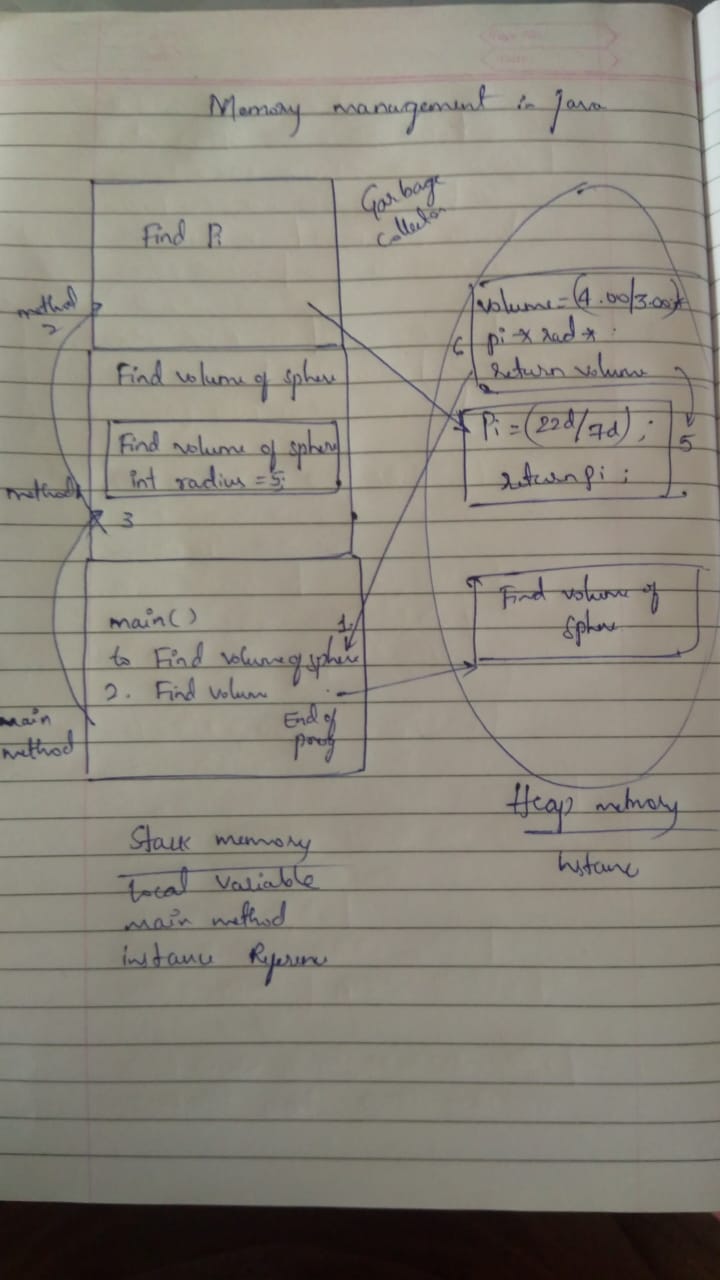 Memory management in Java
Garbage
Collector
Find Pi
method
2
Find volume of sphere
Find volume of sphere
int radius = 5;
method
3
main()
1.
to Find volume of sphere
2. Find volum
End of
main
method
volume = (4.00/3.00)*
pi * rad *
return volume
6
Pi = (22d/7d) ;
return pi ;
5
Find volume of
sphere
Heap memory
Instance
Stack memory
Local Variable
main method
instance Reference